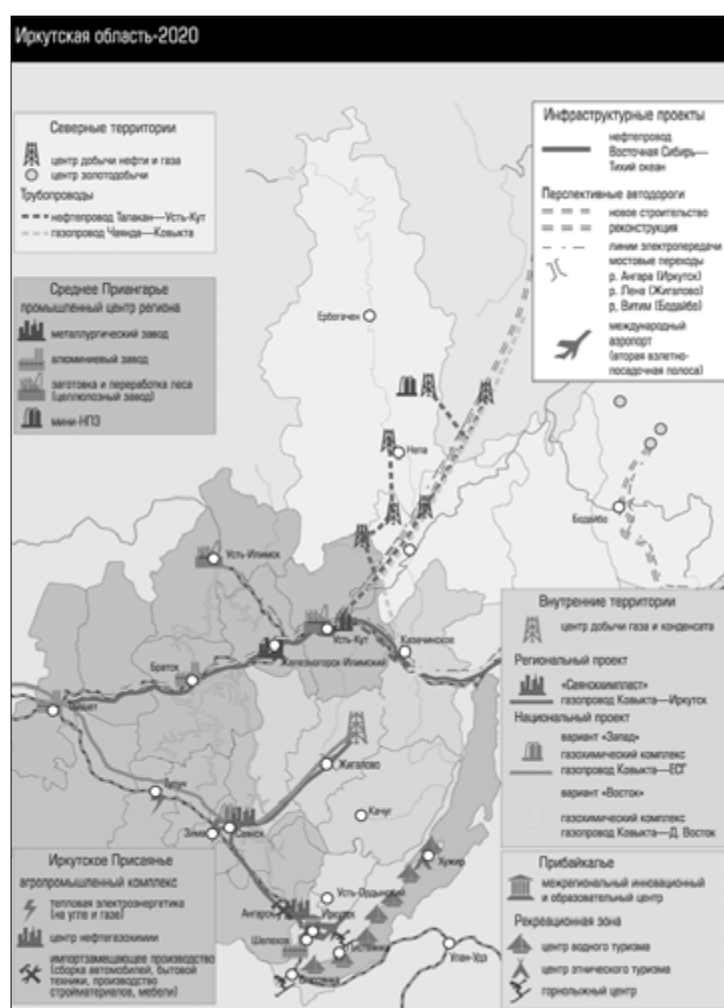 Иркутская область-2020
Северные территории
центр добычи нефти и газа
центр золотодобычи
Трубопроводы
нефтепровод Талакан—Усть-Кут
газопровод Чаянда—Ковыкта
Среднее Приангарье
промышленный центр региона
металлургический завод
алюминиевый завод
заготовка и переработка леса
(целлюлозный завод)
мини-НПЗ
Инфраструктурные проекты
нефтепровод
Восточная Сибирь—
Тихий океан
Перспективные автодороги
новое строительство
реконструкция
линии электропередачи
мостовые переходы
р. Ангара (Иркутск)
р. Лена (Жигалово)
р, Витим (Бодайбо)
международный
аэропорт
(вторая взлетно-
посадочная полоса)
Ербогачен
Непа
Бодайбо
Усть-Илимск
Усть-Кут
Казачинское
Железногорск-Илимский
Братск
Тайшет
Жигалово
Тулун
Качуг
Зима
Саянск
Хужир
Усть-Ордынский
Ангарск
Иркутск
Шелехов
Листвянка
Улан-Удэ
Внутренние территории
центр добычи газа и конденсата
Региональный проект
«Саянскхимпласт»
газопровод Ковыкта—Иркутск
Национальный проект
вариант «Запад»
газохимический комплекс
газопровод Ковыкта—ЕСГ
вариант «Восток»
газохимический комплекс
газопровод Ковыкта—Д. Восток
Иркутское Присаянье
агропромышленный комплекс
тепловая электроэнергетика
(на угле и газе)
центр нефтегазохимии
импортзамещающее производство
(сборка автомобилей, бытовой
техники, производство
стройматериалов, мебели)
Прибайкалье
межрегиональный инновационный
и образовательный центр
Рекреационная зона
центр водного туризма
центр этнического туризма
горнолыжный центр